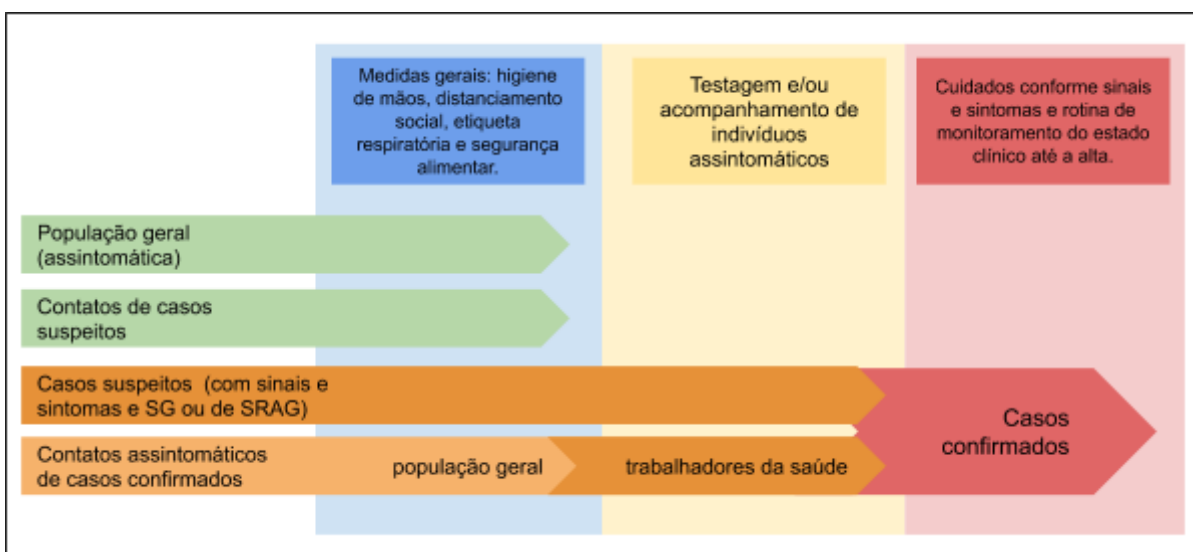 Medidas gerais: higiene
de mãos, distanciamento
social, etiqueta
respiratória e segurança
alimentar.
Testagem e/ou
acompanhamento de
indivíduos
assintomáticos
Cuidados conforme sinais
e sintomas e rotina de
monitoramento do estado
clínico até a alta.
População geral
(assintomática)
Contatos de casos
suspeitos
Casos suspeitos (com sinais e
sintomas e SG ou de SRAG)
Contatos assintomáticos
de casos confirmados
população geral
trabalhadores da saúde
Casos
confirmados